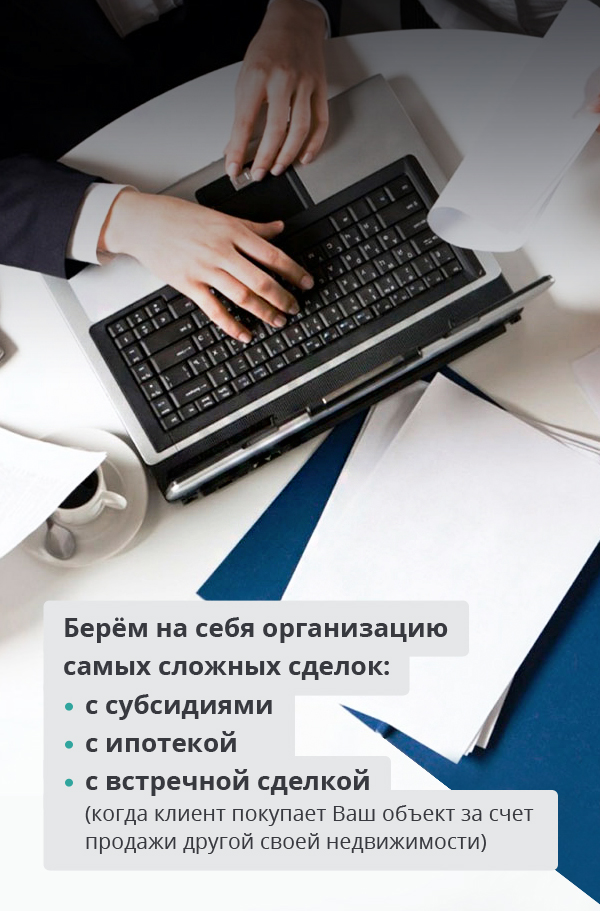 Берём на себя организацию
самых сложных сделок:
• с субсидиями
• с ипотекой
• с встречной сделкой
(когда клиент покупает Ваш объект за счет
продажи другой своей недвижимости)